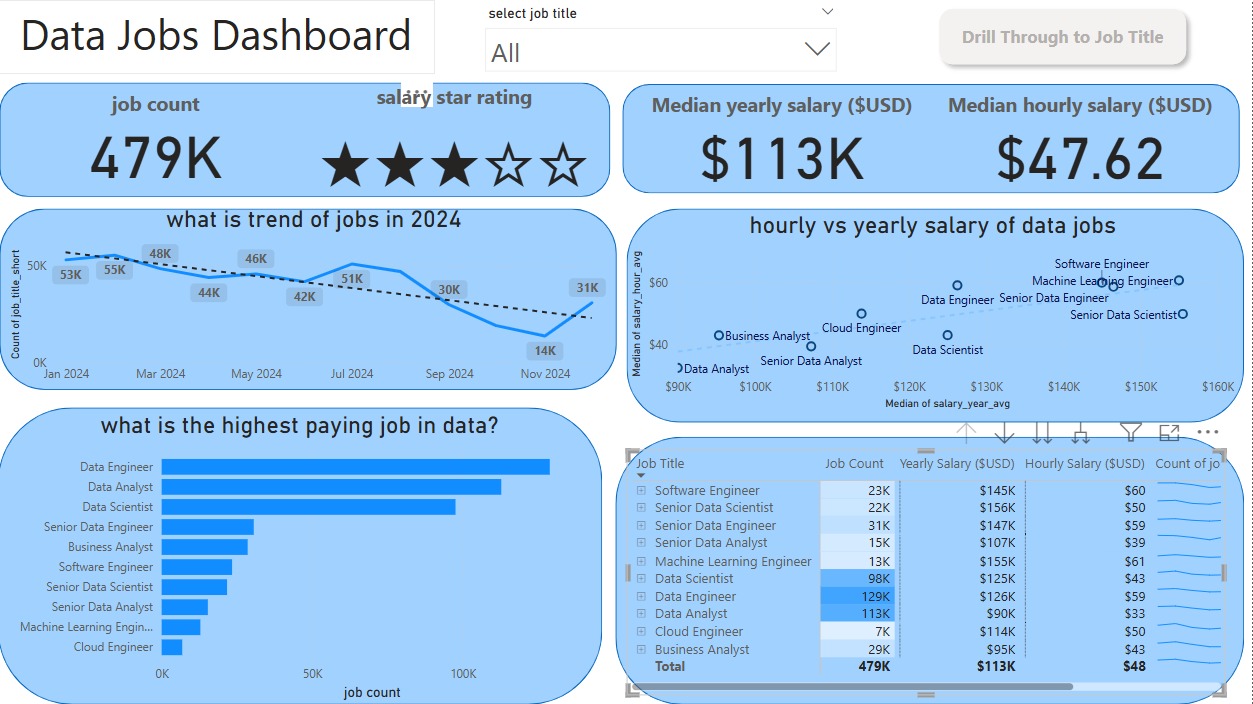 Data Jobs Dashboard
select job title
All
Drill Through to Job Title
job count
479K
salary star rating
Median yearly salary ($USD)
$113K
Median hourly salary ($USD)
$47.62
what is trend of jobs in 2024
Count of job_title_short
50K
0K
53K
55K
48K
44K
46K
42K
51K
30K
14K
31K
Jan 2024
Mar 2024
May 2024
Jul 2024
Sep 2024
Nov 2024
hourly vs yearly salary of data jobs
Median of salary_hour_avg
$60
$40
Software Engineer
Machine Learning Engineer
Data Engineer
Senior Data Engineer
Senior Data Scientist
Cloud Engineer
Business Analyst
Data Scientist
Senior Data Analyst
Data Analyst
$90K
$100K
$110K
$120K
$130K
$140K
$150K
$160K
Median of salary_year_avg
what is the highest paying job in data?
Data Engineer
Data Analyst
Data Scientist
Senior Data Engineer
Business Analyst
Software Engineer
Senior Data Scientist
Senior Data Analyst
Machine Learning Engin...
Cloud Engineer
0K
50K
100K
job count
Job Title Job Count Yearly Salary ($USD) Hourly Salary ($USD) Count of jo
Software Engineer 23K $145K $60
Senior Data Scientist 22K $156K $50
Senior Data Engineer 31K $147K $59
Senior Data Analyst 15K $107K $39
Machine Learning Engineer 13K $155K $61
Data Scientist 98K $125K $43
Data Engineer 129K $126K $59
Data Analyst 113K $90K $33
Cloud Engineer 7K $114K $50
Business Analyst 29K $95K $43
Total 479K $113K $48